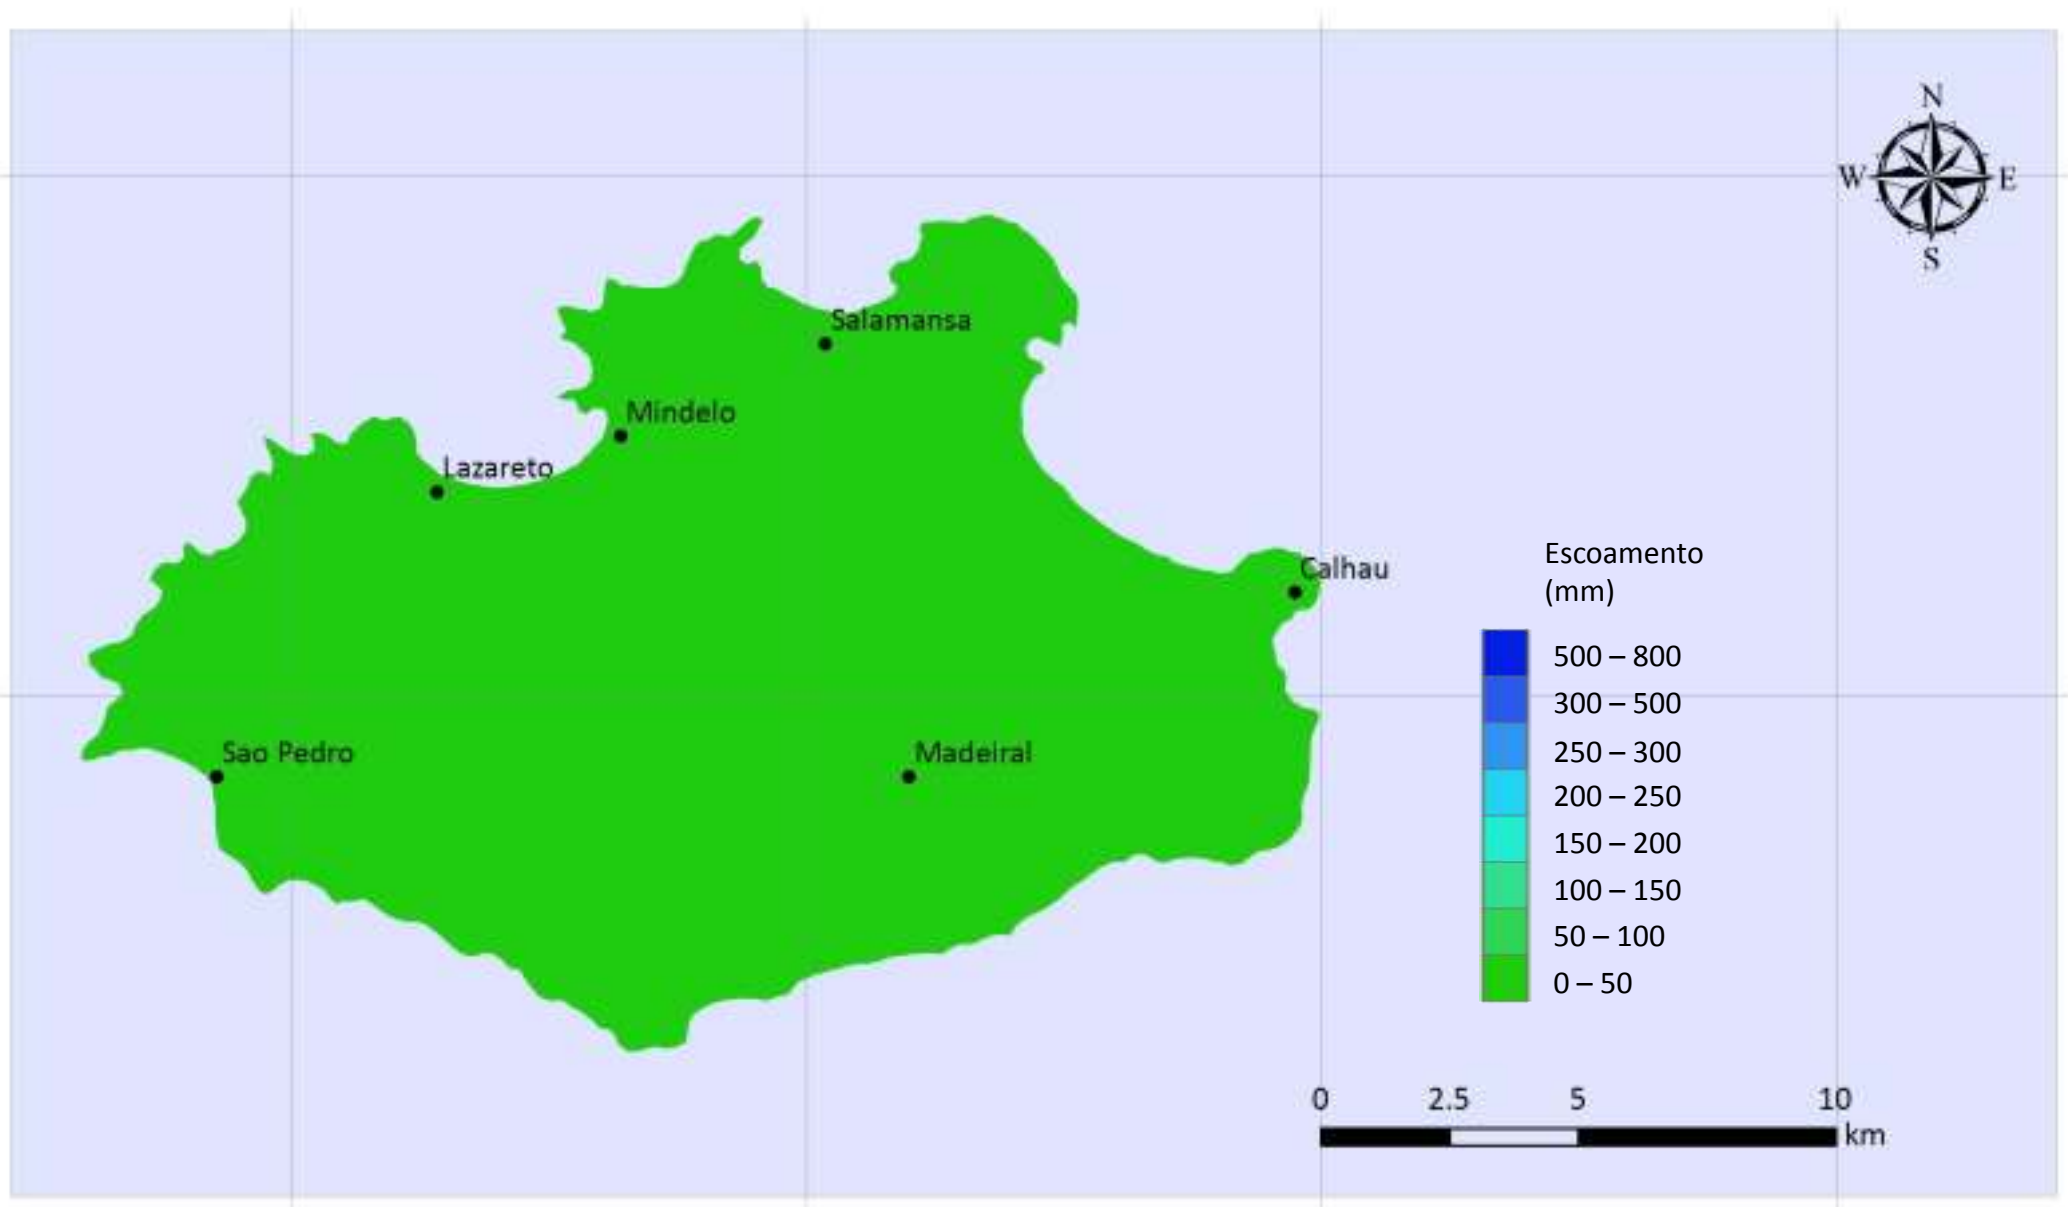 N
W
E
S
Salamansa
Mindelo
Lazareto
Calhau
Sao Pedro
Madeiral
Escoamento
(mm)
500 – 800
300 – 500
250 – 300
200 – 250
150 – 200
100 – 150
50 – 100
0 – 50
0 2.5 5 10
km